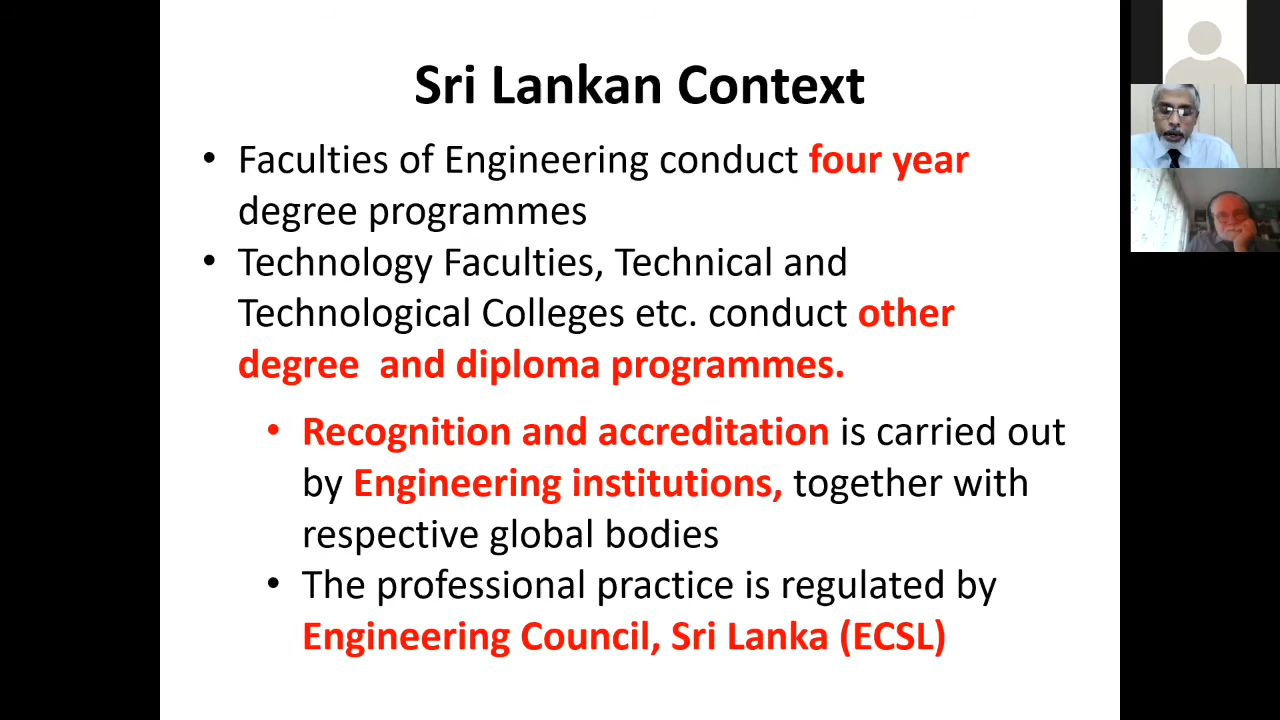 Sri Lankan Context
• Faculties of Engineering conduct four year
degree programmes
• Technology Faculties, Technical and
Technological Colleges etc. conduct other
degree  and diploma programmes.
• Recognition and accreditation is carried out
by Engineering institutions, together with
respective global bodies
• The professional practice is regulated by
Engineering Council, Sri Lanka (ECSL)